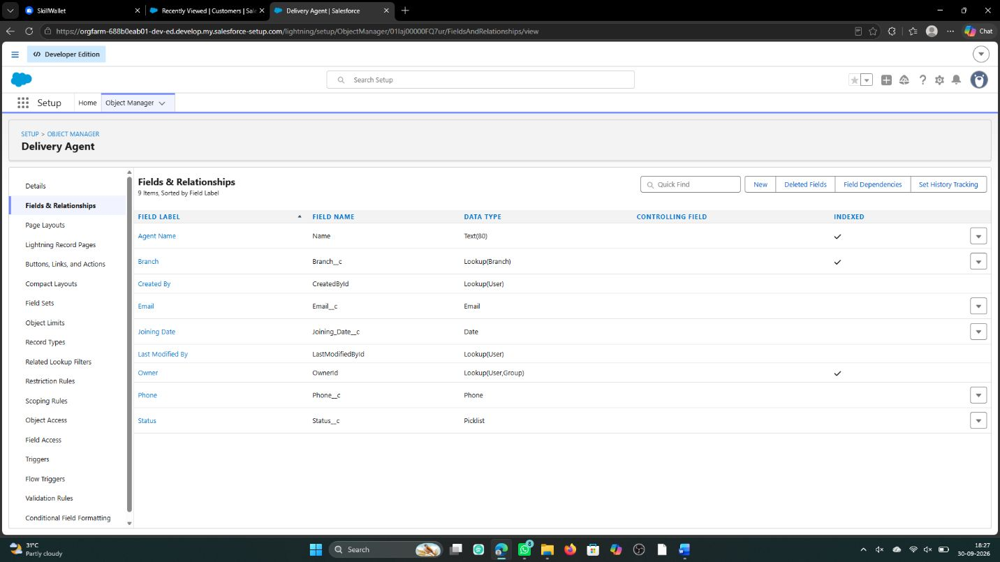 SkillWallet
Recently Viewed | Customers | Sale
Delivery Agent | Salesforce
https://orgfarm-688b0eab01-dev-ed.develop.my.salesforce-setup.com/lightning/setup/ObjectManager/01Iaj00000FQ7ur/FieldsAndRelationships/view
Chat
Developer Edition
Search Setup
Setup
Home
Object Manager
SETUP > OBJECT MANAGER
Delivery Agent
Details
Fields & Relationships
Page Layouts
Lightning Record Pages
Buttons, Links, and Actions
Compact Layouts
Field Sets
Object Limits
Record Types
Related Lookup Filters
Restriction Rules
Scoping Rules
Object Access
Field Access
Triggers
Flow Triggers
Validation Rules
Conditional Field Formatting
Fields & Relationships
9 Items, Sorted by Field Label
Quick Find
New
Deleted Fields
Field Dependencies
Set History Tracking
FIELD LABEL FIELD NAME DATA TYPE CONTROLLING FIELD INDEXED
Agent Name Name Text(80)
Branch Branch__c Lookup(Branch)
Created By CreatedById Lookup(User)
Email Email__c Email
Joining Date Joining_Date__c Date
Last Modified By LastModifiedById Lookup(User)
Owner OwnerId Lookup(User,Group)
Phone Phone__c Phone
Status Status__c Picklist
31°C
Partly cloudy
Search
8
18:27
30-09-2026